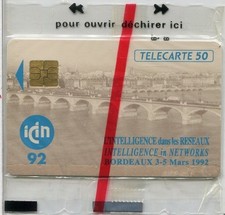 pour ouvrir déchirer ici
TELECARTE 50
icin
92
L'INTELLIGENCE dans les RESEAUX
INTELLIGENCE in NETWORKS
BORDEAUX 3-5 Mars 1992